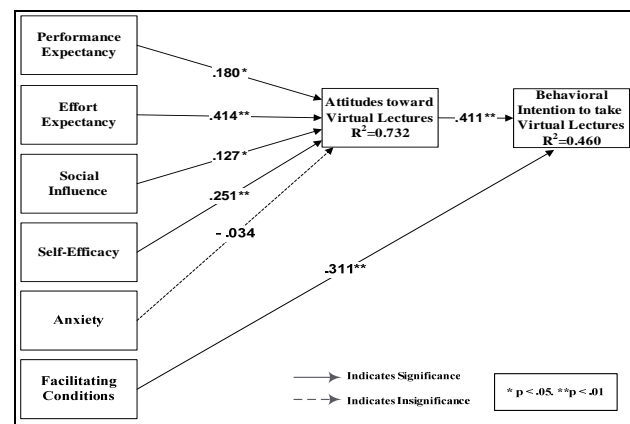 Performance
Expectancy
.180*
Effort
Expectancy
.414**
Attitudes toward
Virtual Lectures
R²=0.732
.411**
Behavioral
Intention to take
Virtual Lectures
R²=0.460
Social
Influence
.127*
.251**
Self-Efficacy
- .034
.311**
Anxiety
Facilitating
Conditions
Indicates Significance
Indicates Insignificance
* p <.05. **p <.01